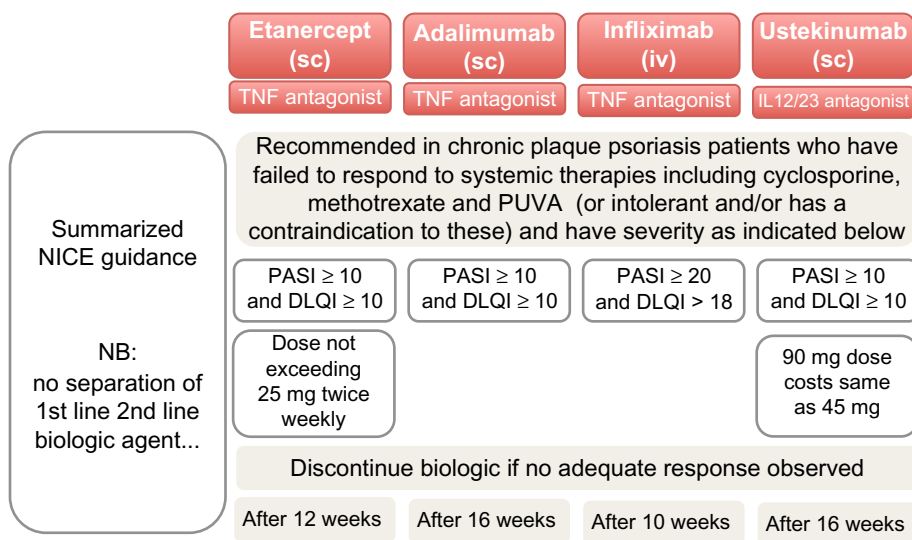 Etanercept
(sc)
Adalimumab
(sc)
Infliximab
(iv)
Ustekinumab
(sc)
TNF antagonist
TNF antagonist
TNF antagonist
IL12/23 antagonist
Summarized
NICE guidance
NB:
no separation of
1st line 2nd line
biologic agent...
Recommended in chronic plaque psoriasis patients who have
failed to respond to systemic therapies including cyclosporine,
methotrexate and PUVA (or intolerant and/or has a
contraindication to these) and have severity as indicated below
PASI ≥ 10
and DLQI ≥ 10
PASI ≥ 10
and DLQI ≥ 10
PASI ≥ 20
and DLQI > 18
PASI ≥ 10
and DLQI ≥ 10
Dose not
exceeding
25 mg twice
weekly
90 mg dose
costs same
as 45 mg
Discontinue biologic if no adequate response observed
After 12 weeks
After 16 weeks
After 10 weeks
After 16 weeks